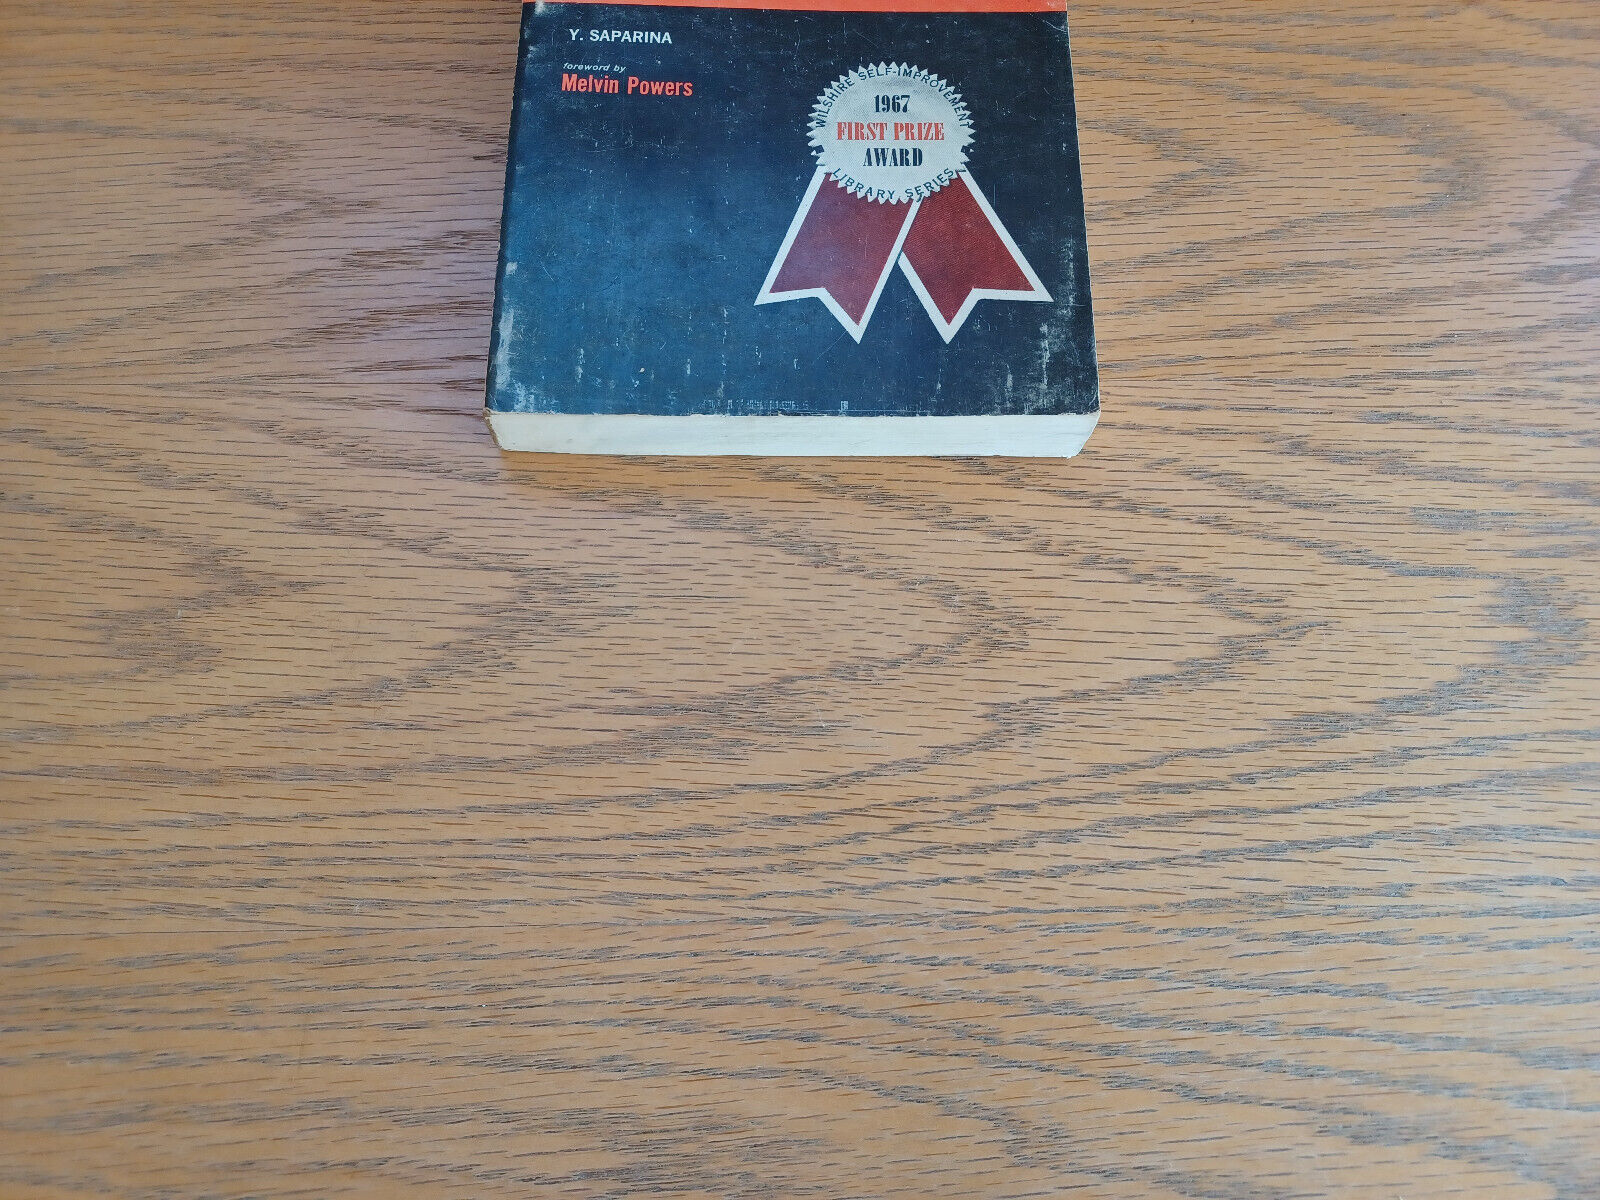 Y. SAPARINA
foreword by
Melvin Powers
WILSHIRE SELF-IMPROVEMENT
1967
FIRST PRIZE
AWARD
LIBRARY SERIES